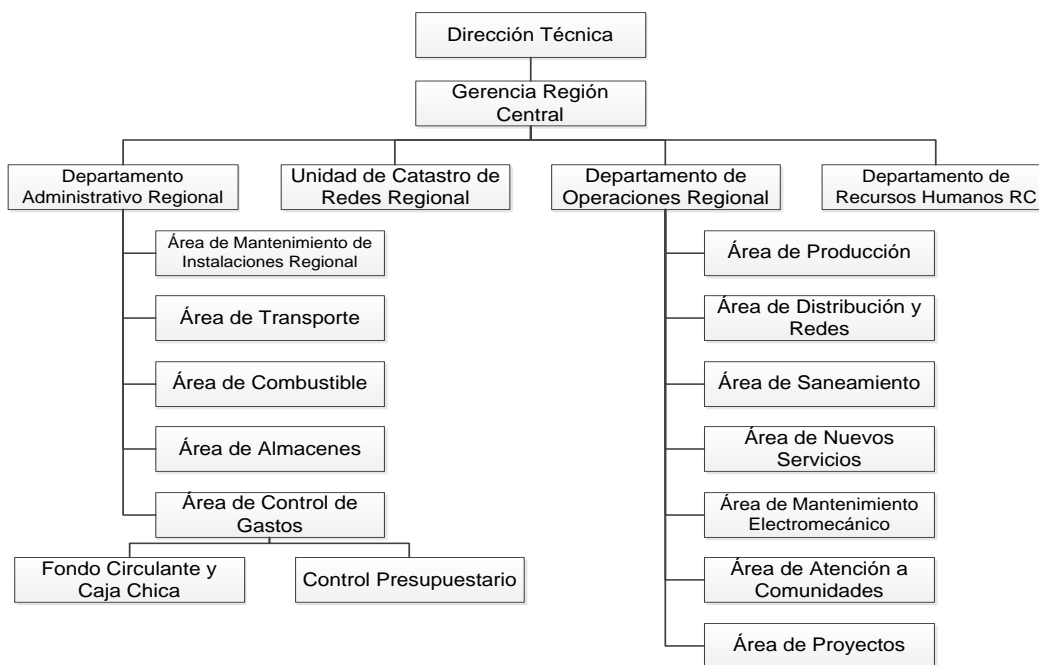 Dirección Técnica
Gerencia Región
Central
Departamento
Administrativo Regional
Unidad de Catastro de
Redes Regional
Departamento de
Operaciones Regional
Departamento de
Recursos Humanos RC
Área de Mantenimiento de
Instalaciones Regional
Área de Transporte
Área de Combustible
Área de Almacenes
Área de Control de
Gastos
Fondo Circulante y
Caja Chica
Control Presupuestario
Área de Producción
Área de Distribución y
Redes
Área de Saneamiento
Área de Nuevos
Servicios
Área de Mantenimiento
Electromecánico
Área de Atención a
Comunidades
Área de Proyectos